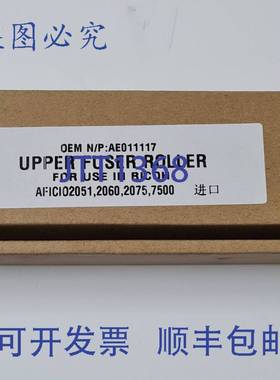 盗图必究
OEM N/P:AE011117
UPPER FUSER ROLLER
JTT1368
FOR USE IN RICOH
AFICIO2051,2060,2075,7500 进口
可开发票 顺丰包邮